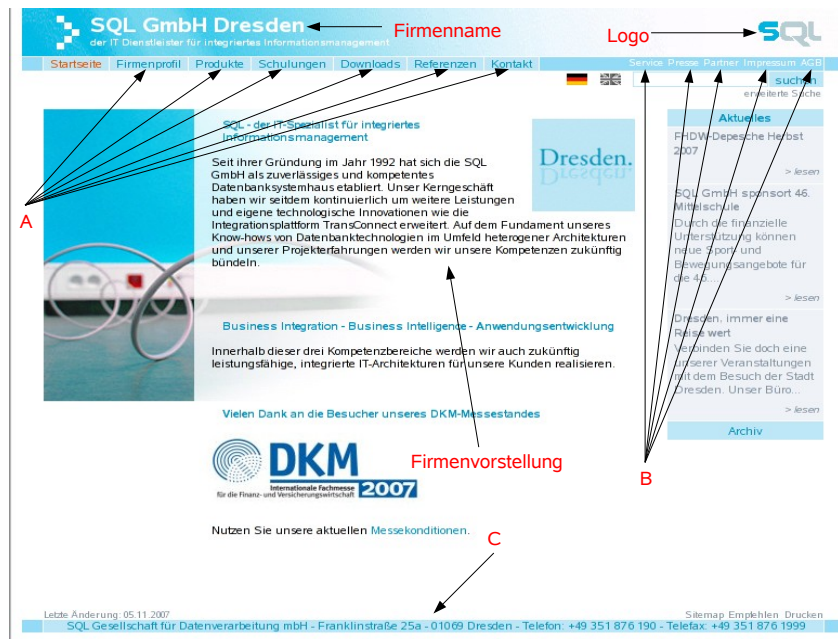 SQL GmbH Dresden
Firmenname
Logo
SQL
der IT Dienstleister für integriertes Informationsmanagement
Startseite Firmenprofil Produkte Schulungen Downloads Referenzen Kontakt
Service Presse Partner Impressum AGB
suchen
erweiterte Suche
SQL - der IT-Spezialist für integriertes
Informationsmanagement
Seit ihrer Gründung im Jahr 1992 hat sich die SQL
GmbH als zuverlässiges und kompetentes
Datenbanksystemhaus etabliert. Unser Kerngeschäft
haben wir seitdem kontinuierlich um weitere Leistungen
und eigene technologische Innovationen wie die
Integrationsplattform TransConnect erweitert. Auf dem Fundament unseres
Know-hows von Datenbanktechnologien im Umfeld heterogener Architekturen
und unserer Projekterfahrungen werden wir unsere Kompetenzen zukünftig
bündeln.
Dresden.
Dresden.
A
Business Integration - Business Intelligence - Anwendungsentwicklung
Innerhalb dieser drei Kompetenzbereiche werden wir auch zukünftig
leistungsfähige, integrierte IT-Architekturen für unsere Kunden realisieren.
Vielen Dank an die Besucher unseres DKM-Messestandes
DKM
Internationale Fachmesse
für die Finanz- und Versicherungswirtschaft
2007
Firmenvorstellung
Nutzen Sie unsere aktuellen Messekonditionen.
Aktuelles
FHDW-Depesche Herbst
2007
> lesen
SQL GmbH sponsort 46.
Mittelschule
Durch die finanzielle
Unterstützung können
neue Sport- und
Bewegungsangebote für
die 46....
> lesen
Dresden. immer eine
Reise wert
Verbinden Sie doch eine
unserer Veranstaltungen
mit dem Besuch der Stadt
Dresden. Unser Büro...
> lesen
Archiv
B
C
Letzte Änderung: 05.11.2007
Sitemap Empfehlen Drucken
SQL Gesellschaft für Datenverarbeitung mbH - Franklinstraße 25a - 01069 Dresden - Telefon: +49 351 876 190 - Telefax: +49 351 876 1999